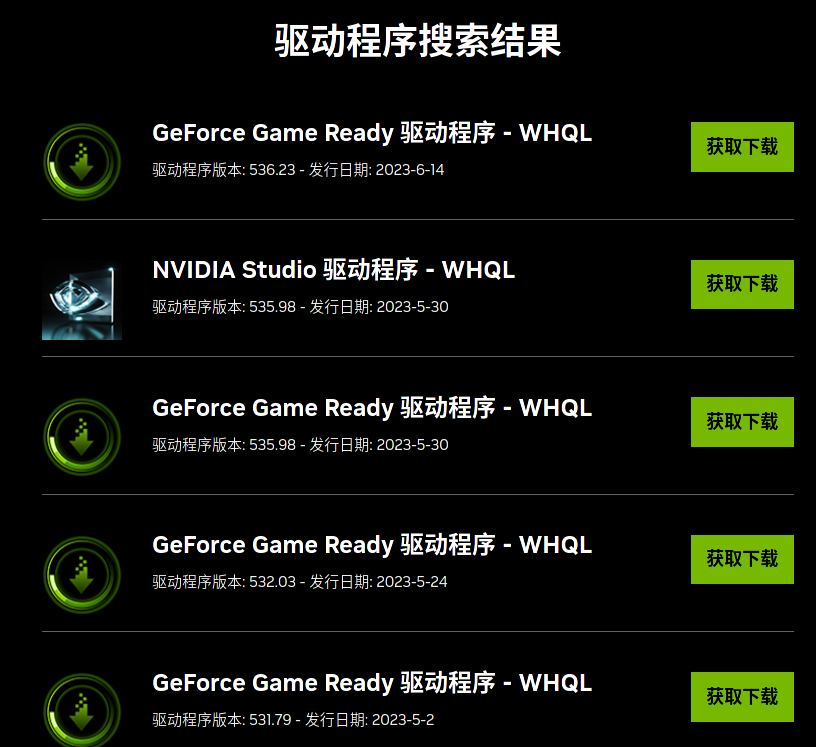 驱动程序搜索结果
GeForce Game Ready 驱动程序 - WHQL
驱动程序版本: 536.23 - 发行日期: 2023-6-14
获取下载
NVIDIA Studio 驱动程序 - WHQL
驱动程序版本: 535.98 - 发行日期: 2023-5-30
获取下载
GeForce Game Ready 驱动程序 - WHQL
驱动程序版本: 535.98 - 发行日期: 2023-5-30
获取下载
GeForce Game Ready 驱动程序 - WHQL
驱动程序版本: 532.03 - 发行日期: 2023-5-24
获取下载
GeForce Game Ready 驱动程序 - WHQL
驱动程序版本: 531.79 - 发行日期: 2023-5-2
获取下载